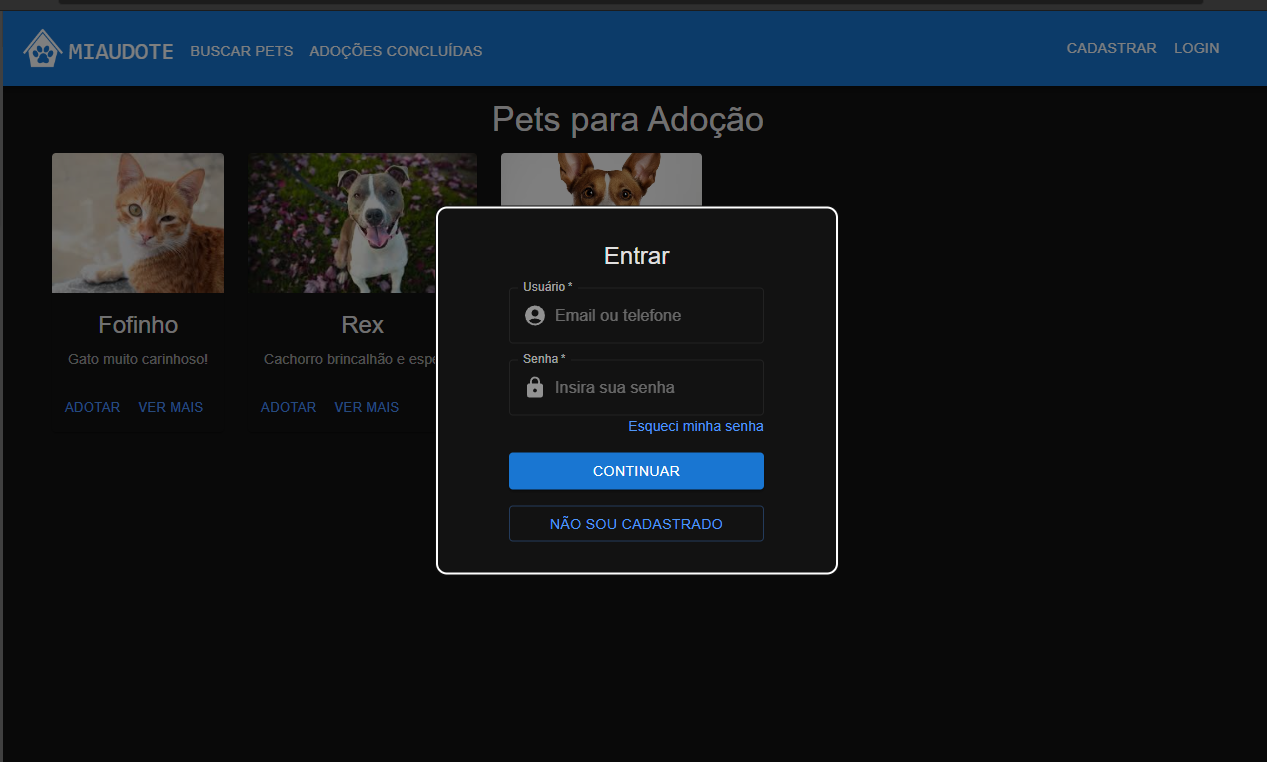 MIAUDOTE BUSCAR PETS ADOÇÕES CONCLUÍDAS CADASTRAR LOGIN
Pets para Adoção
Fofinho
Gato muito carinhoso!
ADOTAR VER MAIS
Rex
Cachorro brincalhão e
ADOTAR VER MAIS
Entrar
Usuário *
Email ou telefone
Senha *
Insira sua senha
Esqueci minha senha
CONTINUAR
NÃO SOU CADASTRADO